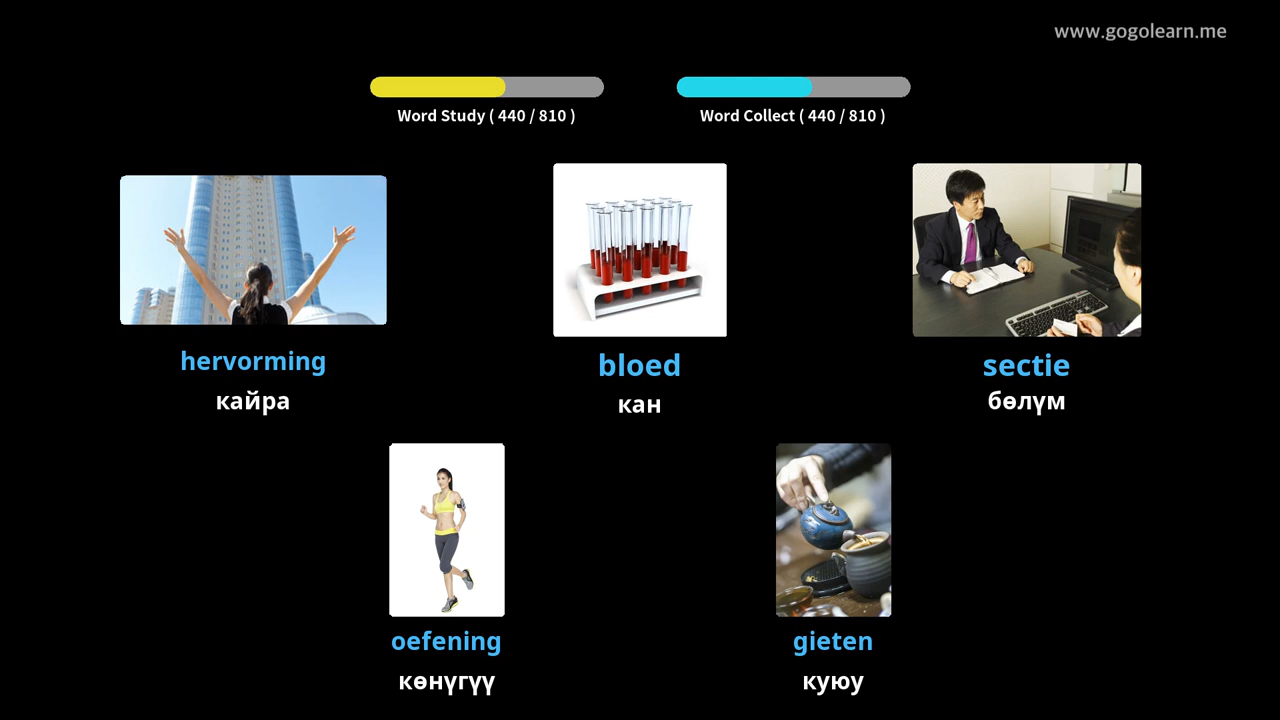 www.gogolearn.me
Word Study ( 440 / 810 )
Word Collect ( 440 / 810 )
hervorming
кайра
bloed
кан
sectie
бөлүм
oefening
көнүгүү
gieten
куюу